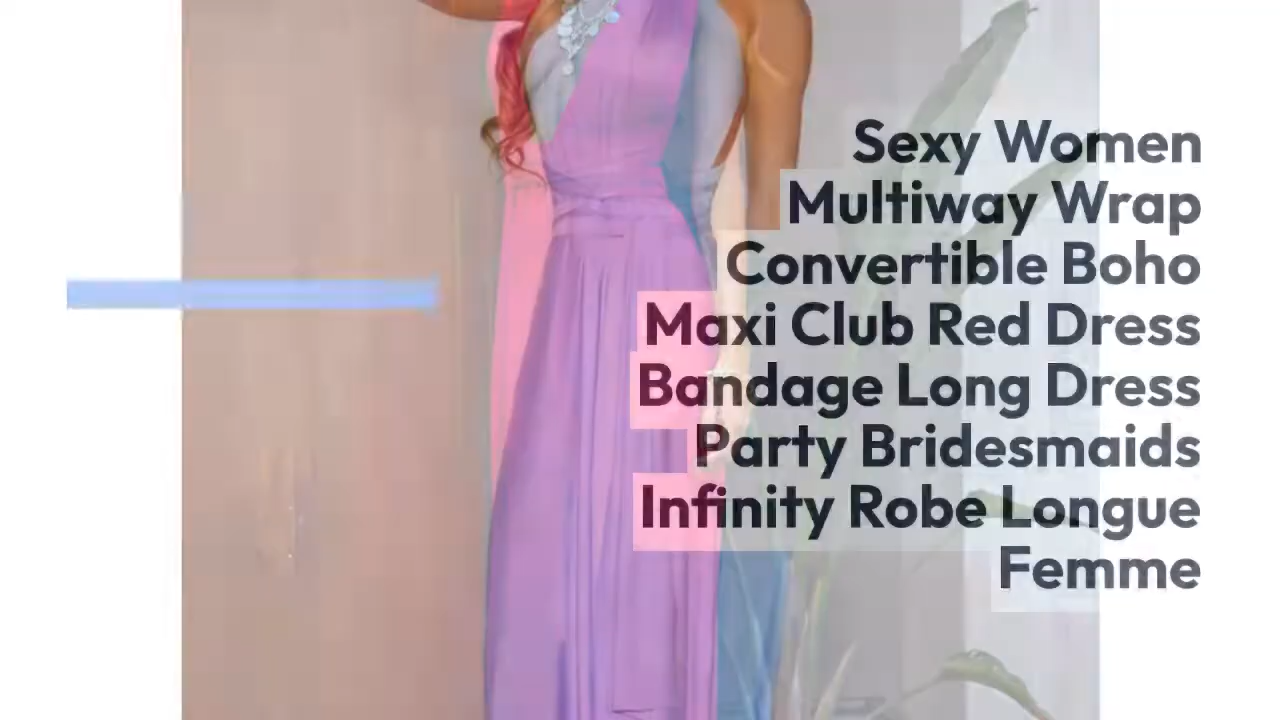 Sexy Women
Multiway Wrap
Convertible Boho
Maxi Club Red Dress
Bandage Long Dress
Party Bridesmaids
Infinity Robe Longue
Femme